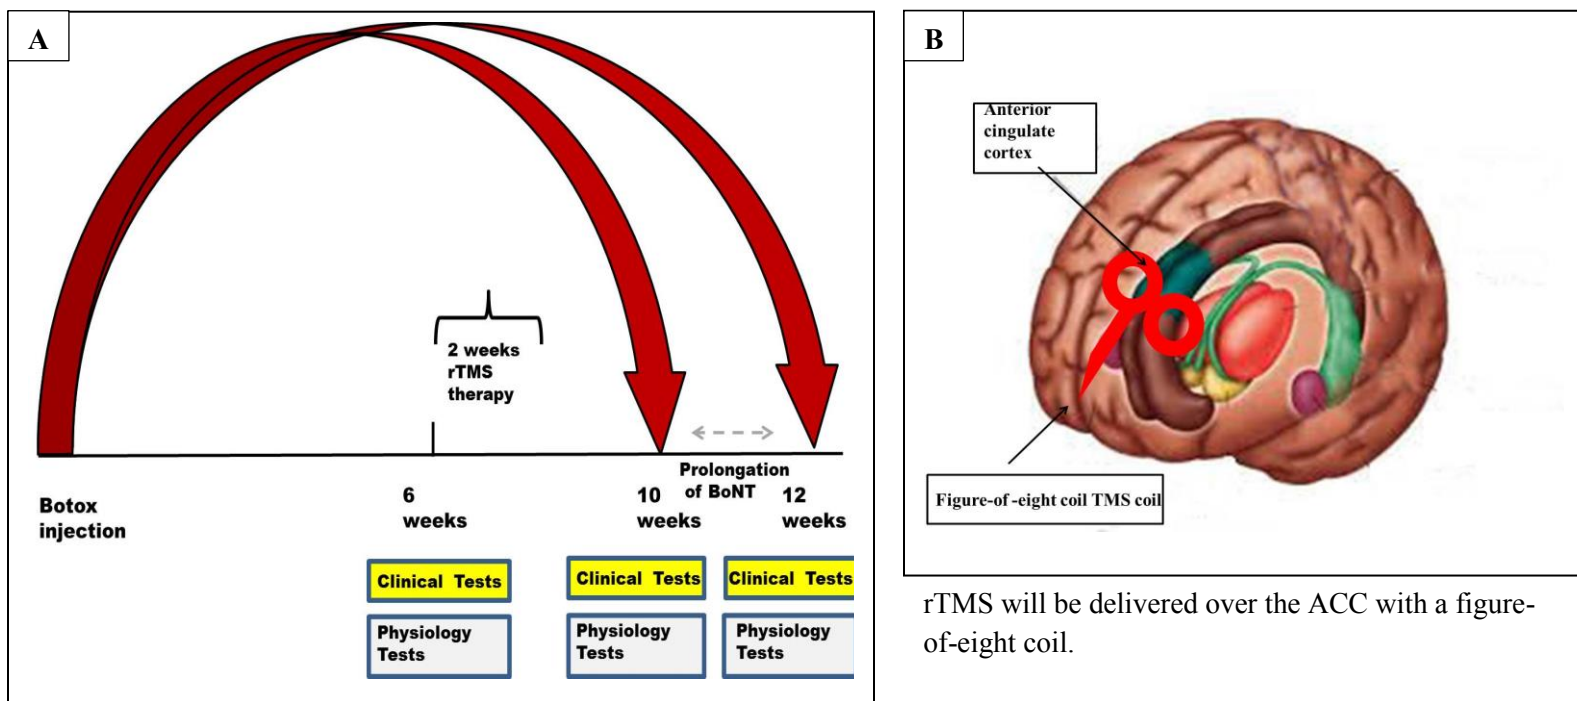 A
2 weeks
rTMS
therapy
Prolongation
of BoNT
Botox
injection
6
weeks
10
weeks
12
weeks
Clinical Tests
Clinical Tests
Clinical Tests
Physiology
Tests
Physiology
Tests
Physiology
Tests
B
Anterior
cingulate
cortex
Figure-of -eight coil TMS coil
rTMS will be delivered over the ACC with a figure-
of-eight coil.